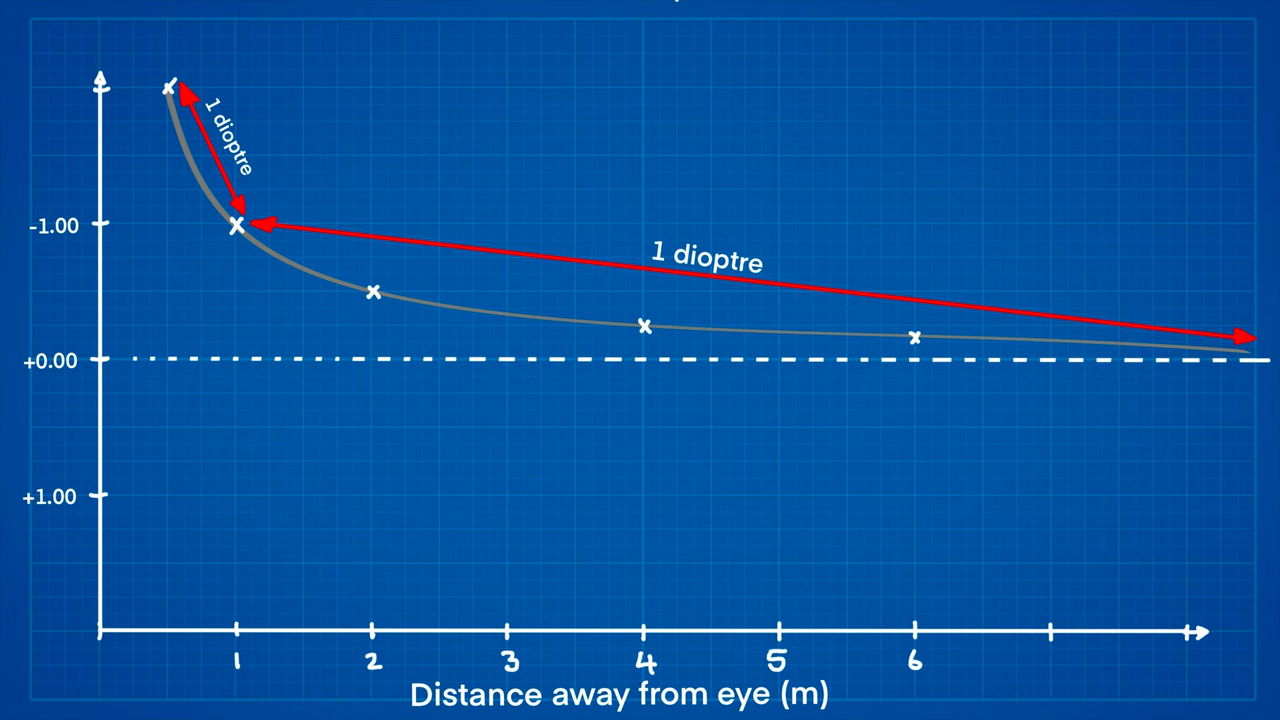 1 dioptre
-1.00
1 dioptre
+0.00
+1.00
1 2 3 4 5 6
Distance away from eye (m)